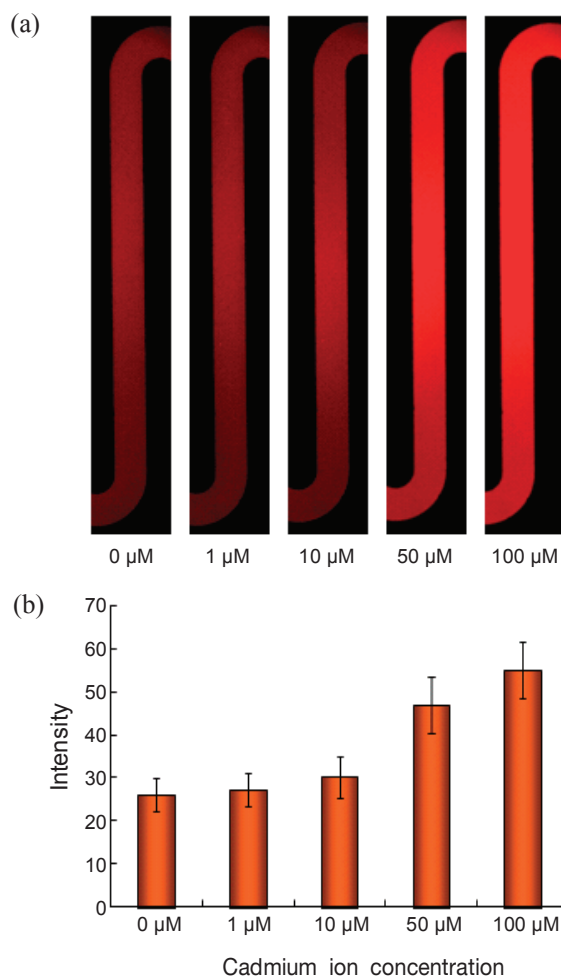 (a)
0 µM 1 µM 10 µM 50 µM 100 µM
(b)
70
60
50
40
30
20
10
0
Intensity
0 µM 1 µM 10 µM 50 µM 100 µM
Cadmium ion concentration